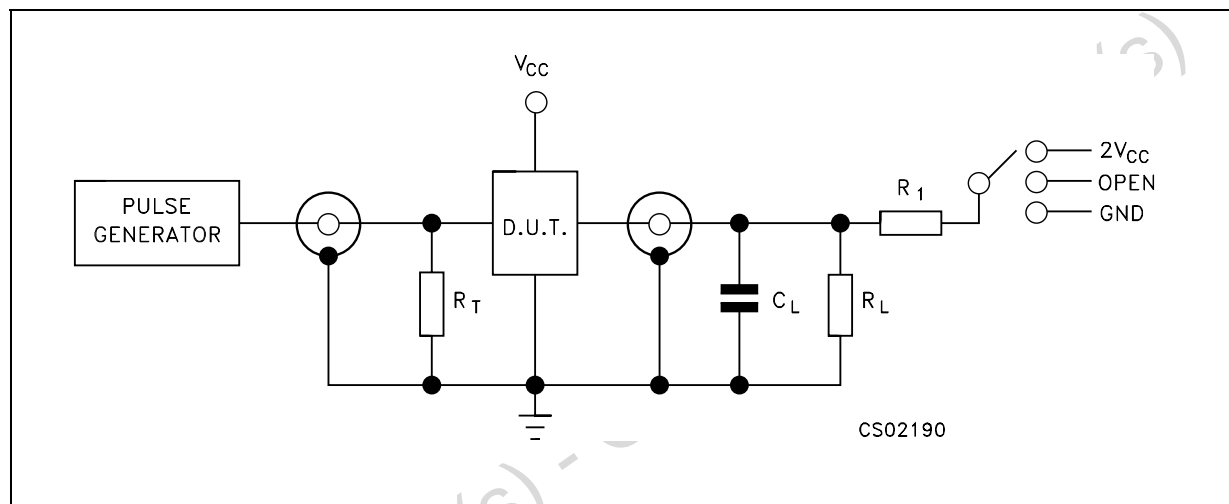 VCC
PULSE
GENERATOR
D.U.T.
RT
CL
RL
R1
2VCC
OPEN
GND
CS02190